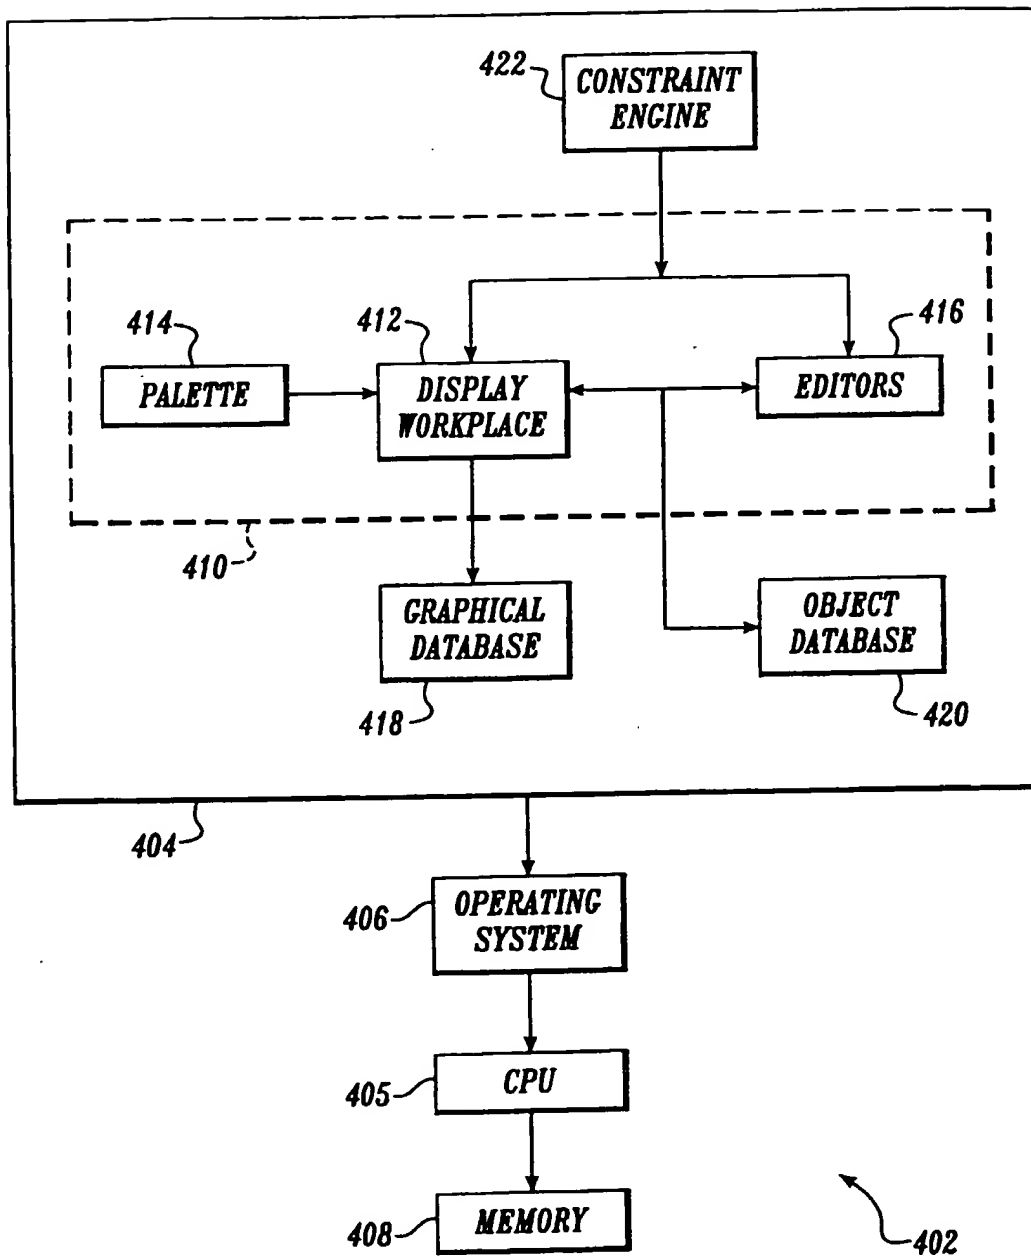 422
CONSTRAINT
ENGINE
414
412
416
PALETTE
DISPLAY
WORKPLACE
EDITORS
410
GRAPHICAL
DATABASE
OBJECT
DATABASE
418
420
404
406
OPERATING
SYSTEM
405
CPU
408
MEMORY
402